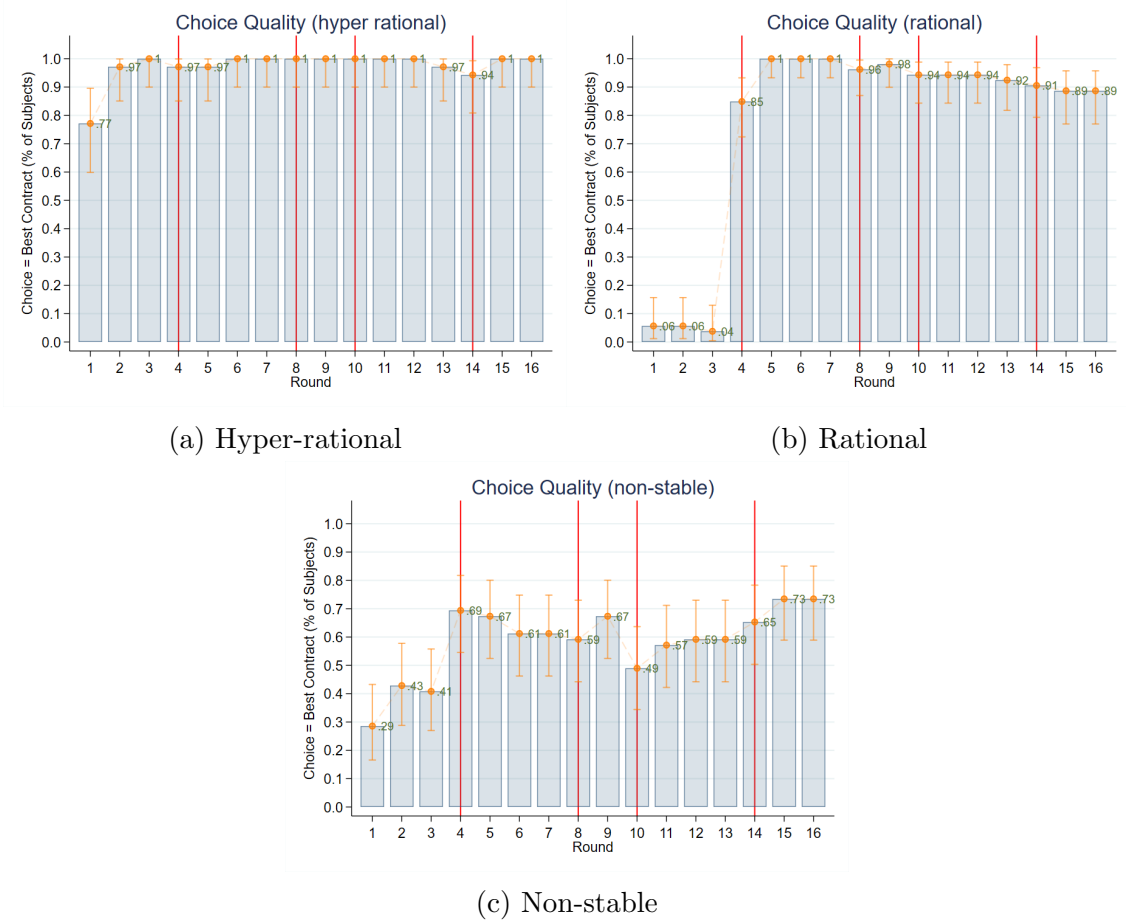 Choice Quality (hyper rational)
Choice = Best Contract (% of Subjects)
1.0
0.9
0.8
0.7
0.6
0.5
0.4
0.3
0.2
0.1
0.0
.77 .97 1 .97 .97 1 1 1 1 1 1 1 .97 .94 1 1
1 2 3 4 5 6 7 8 9 10 11 12 13 14 15 16
Round
(a) Hyper-rational
Choice Quality (rational)
Choice = Best Contract (% of Subjects)
1.0
0.9
0.8
0.7
0.6
0.5
0.4
0.3
0.2
0.1
0.0
.06 .06 .04 .85 1 1 1 .96 .98 .94 .94 .94 .92 .91 .89 .89
1 2 3 4 5 6 7 8 9 10 11 12 13 14 15 16
Round
(b) Rational
Choice Quality (non-stable)
Choice = Best Contract (% of Subjects)
1.0
0.9
0.8
0.7
0.6
0.5
0.4
0.3
0.2
0.1
0.0
.29 .43 .41 .69 .67 .61 .61 .59 .67 .49 .57 .59 .59 .65 .73 .73
1 2 3 4 5 6 7 8 9 10 11 12 13 14 15 16
Round
(c) Non-stable